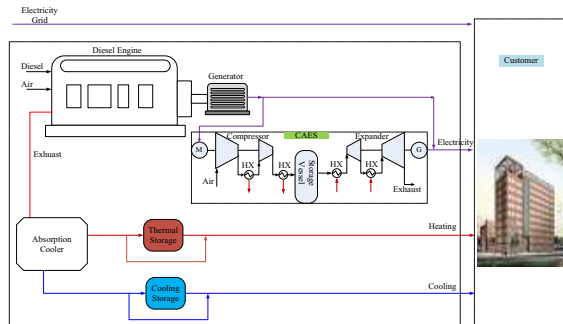 Electricity
Grid
Diesel Engine
Customer
Diesel
Air
Generator
Compressor
CAES
Expander
M
G
Electricity
HX
HX
Storage
Vessel
HX
HX
Air
Exhaust
Exhuast
Absorption
Cooler
Thermal
Storage
Heating
Cooling
Storage
Cooling